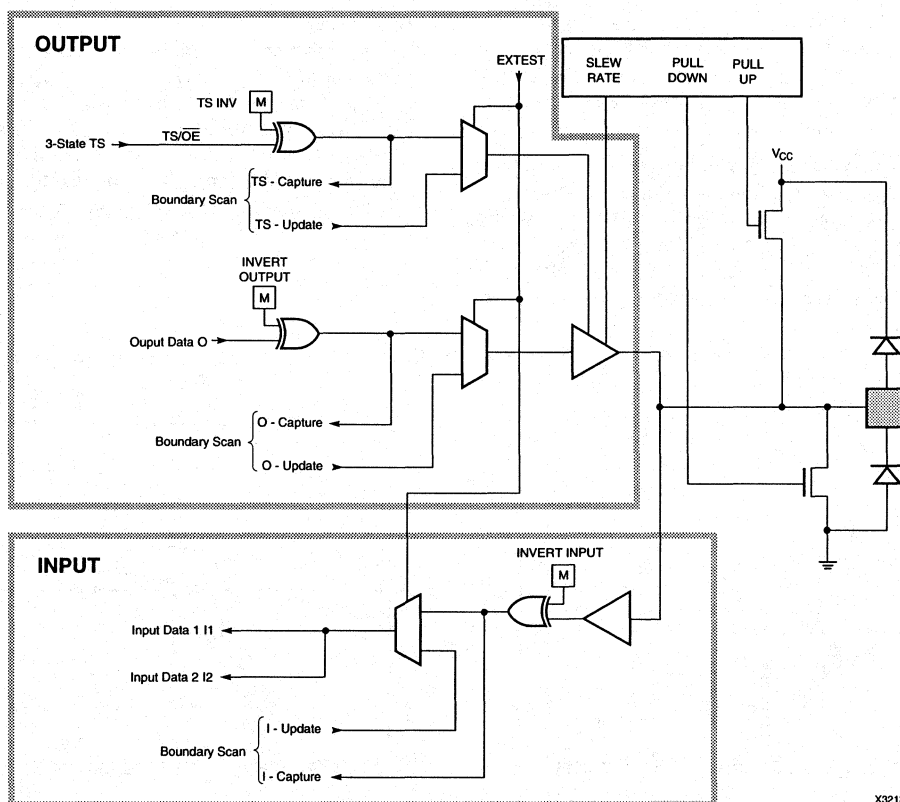 OUTPUT
EXTEST
SLEW RATE
PULL DOWN
PULL UP
TS INV
M
3-State TS
TS/O̅E̅
VCC
TS - Capture
Boundary Scan
TS - Update
INVERT OUTPUT
M
Ouput Data O
O - Capture
Boundary Scan
O - Update
INPUT
INVERT INPUT
M
Input Data 1 I1
Input Data 2 I2
I - Update
Boundary Scan
I - Capture